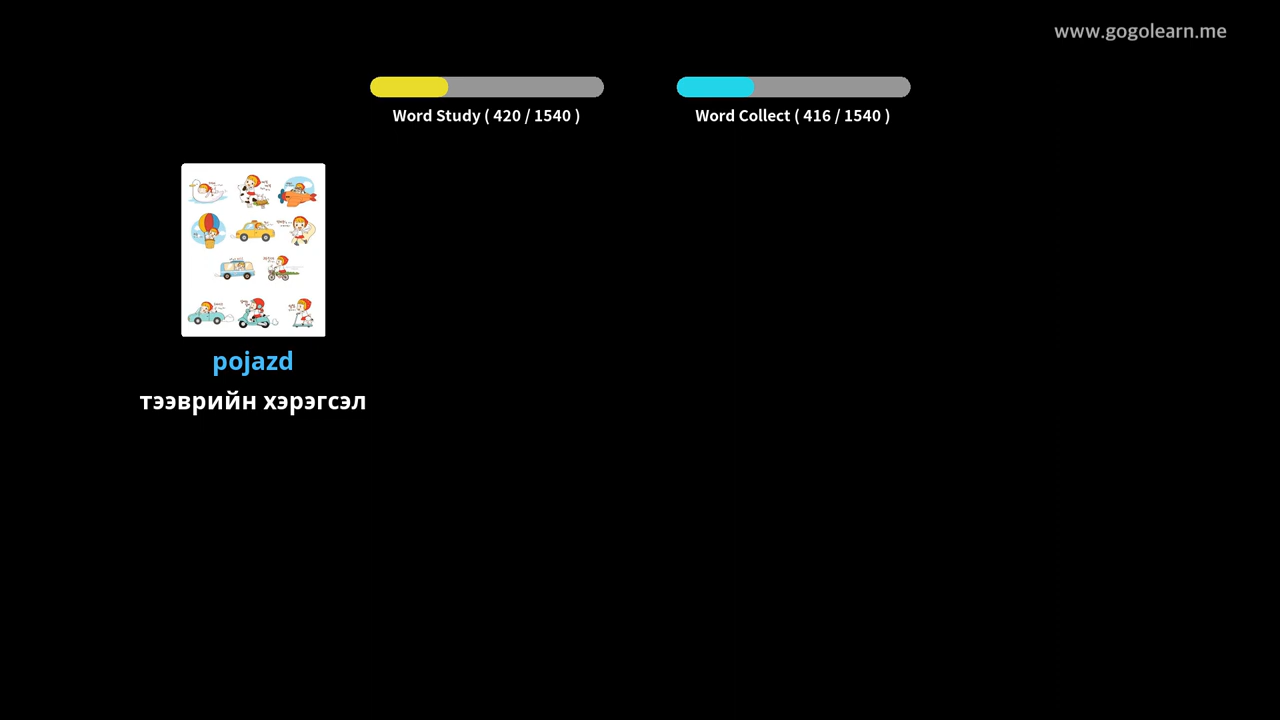 www.gogolearn.me
Word Study ( 420 / 1540 )
Word Collect ( 416 / 1540 )
pojazd
тээврийн хэрэгсэл